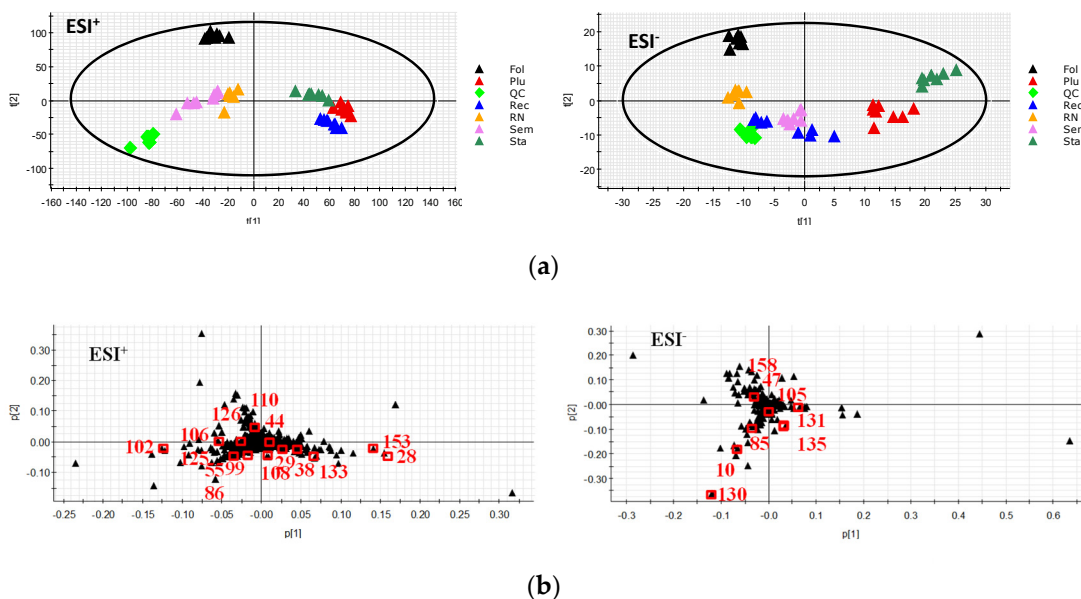 ESI+
t[2]
100
50
0
-50
-100
-160 -140 -120 -100 -80 -60 -40 -20 0 20 40 60 80 100 120 140 160
t[1]
Fol
Plu
QC
Rec
RN
Sem
Sta
ESI-
t[2]
20
10
0
-10
-20
-30 -25 -20 -15 -10 -5 0 5 10 15 20 25 30
t[1]
Fol
Plu
QC
Rec
RN
Ser
Sta
(a)
ESI+
p[2]
0.30
0.20
0.10
0.00
-0.10
110
126
44
106
102
153
125
55
99
29
38
28
108
133
86
-0.25 -0.20 -0.15 -0.10 -0.05 -0.00 0.05 0.10 0.15 0.20 0.25 0.30
p[1]
ESI-
p[2]
0.30
0.20
0.10
-0.00
-0.10
-0.20
-0.30
158
47
105
131
85
135
10
130
-0.3 -0.2 -0.1 -0.0 0.1 0.2 0.3 0.4 0.5 0.6
p[1]
(b)